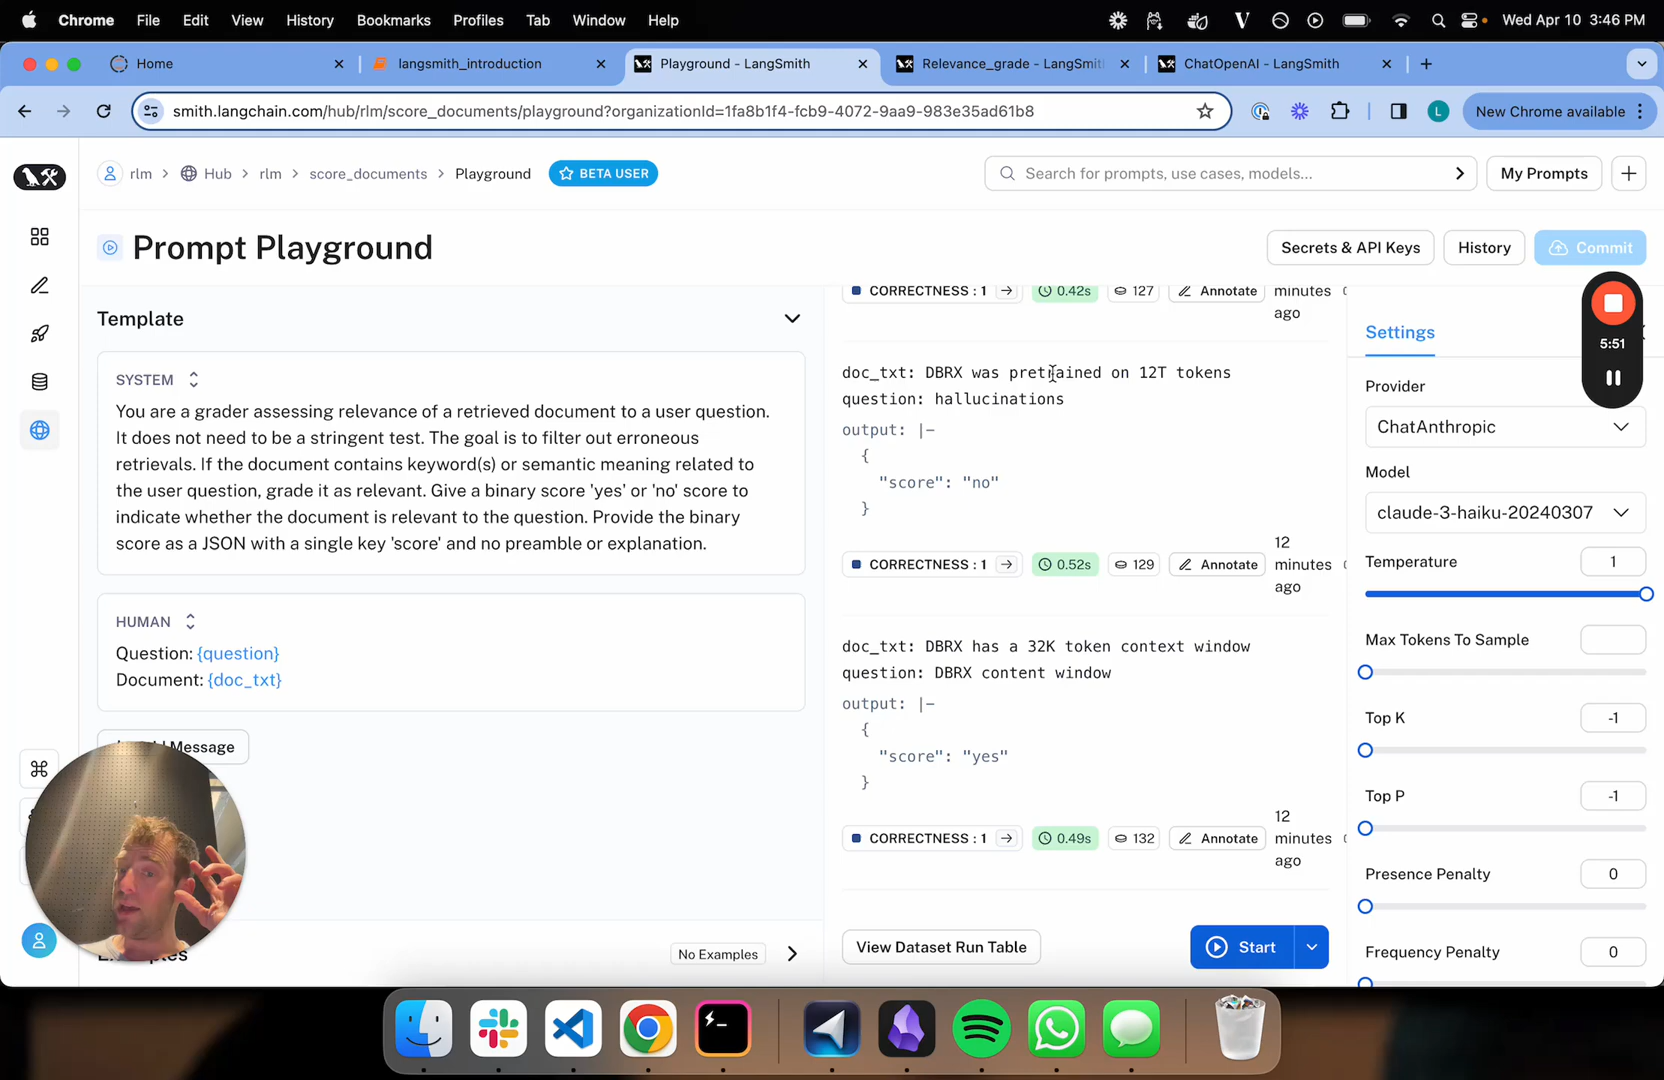 Chrome File Edit View History Bookmarks Profiles Tab Window Help Wed Apr 10 3:46 PM
Home langsmith_introduction Playground - LangSmith Relevance_grade - LangSmit ChatOpenAI - LangSmith
smith.langchain.com/hub/rlm/score_documents/playground?organizationId=1fa8b1f4-fcb9-4072-9aa9-983e35ad61b8 New Chrome available
rlm > Hub > rlm > score_documents > Playground BETA USER Search for prompts, use cases, models... My Prompts
Prompt Playground Secrets & API Keys History Commit
Template
SYSTEM
You are a grader assessing relevance of a retrieved document to a user question.
It does not need to be a stringent test. The goal is to filter out erroneous
retrievals. If the document contains keyword(s) or semantic meaning related to
the user question, grade it as relevant. Give a binary score 'yes' or 'no' score to
indicate whether the document is relevant to the question. Provide the binary
score as a JSON with a single key 'score' and no preamble or explanation.
HUMAN
Question: {question}
Document: {doc_txt}
Message
No Examples
CORRECTNESS : 1 0.42s 127 Annotate minutes
ago
doc_txt: DBRX was pretrained on 12T tokens
question: hallucinations
output: |-
{
"score": "no"
}
12
CORRECTNESS : 1 0.52s 129 Annotate minutes
ago
doc_txt: DBRX has a 32K token context window
question: DBRX content window
output: |-
{
"score": "yes"
}
12
CORRECTNESS : 1 0.49s 132 Annotate minutes
ago
View Dataset Run Table Start
Settings
5:51
Provider
ChatAnthropic
Model
claude-3-haiku-20240307
Temperature 1
Max Tokens To Sample
Top K -1
Top P -1
Presence Penalty 0
Frequency Penalty 0